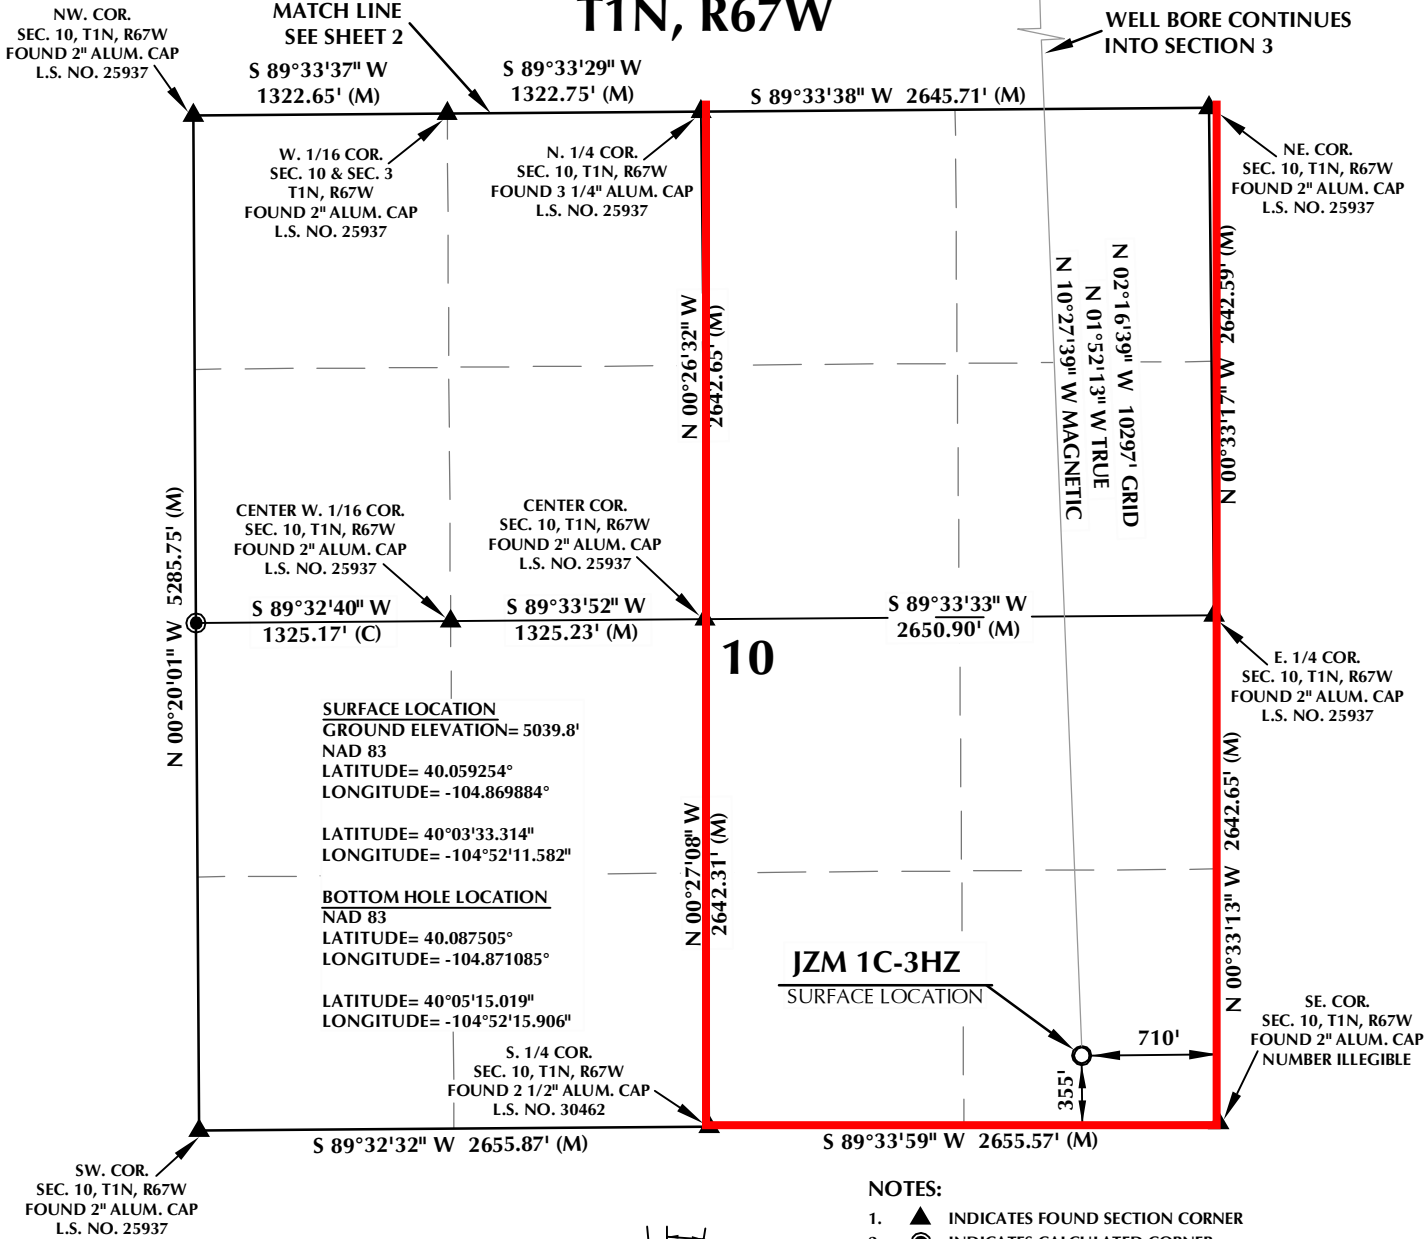 T1N, R67W
NW. COR.
SEC. 10, T1N, R67W
FOUND 2" ALUM. CAP
L.S. NO. 25937
MATCH LINE
SEE SHEET 2
WELL BORE CONTINUES
INTO SECTION 3
S 89°33'37" W
1322.65' (M)
S 89°33'29" W
1322.75' (M)
S 89°33'38" W 2645.71' (M)
W. 1/16 COR.
SEC. 10 & SEC. 3
T1N, R67W
FOUND 2" ALUM. CAP
L.S. NO. 25937
N. 1/4 COR.
SEC. 10, T1N, R67W
FOUND 3 1/4" ALUM. CAP
L.S. NO. 25937
NE. COR.
SEC. 10, T1N, R67W
FOUND 2" ALUM. CAP
L.S. NO. 25937
N 00°26'32" W
2642.65' (M)
N 02°16'39" W 10297' GRID
N 01°52'13" W TRUE
N 10°27'39" W MAGNETIC
N 00°33'17" W 2642.59' (M)
N 00°20'01" W 5285.75' (M)
CENTER W. 1/16 COR.
SEC. 10, T1N, R67W
FOUND 2" ALUM. CAP
L.S. NO. 25937
CENTER COR.
SEC. 10, T1N, R67W
FOUND 2" ALUM. CAP
L.S. NO. 25937
S 89°32'40" W
1325.17' (C)
S 89°33'52" W
1325.23' (M)
S 89°33'33" W
2650.90' (M)
10
E. 1/4 COR.
SEC. 10, T1N, R67W
FOUND 2" ALUM. CAP
L.S. NO. 25937
SURFACE LOCATION
GROUND ELEVATION= 5039.8'
NAD 83
LATITUDE= 40.059254°
LONGITUDE= -104.869884°
LATITUDE= 40°03'33.314"
LONGITUDE= -104°52'11.582"
BOTTOM HOLE LOCATION
NAD 83
LATITUDE= 40.087505°
LONGITUDE= -104.871085°
LATITUDE= 40°05'15.019"
LONGITUDE= -104°52'15.906"
N 00°27'08" W
2642.31' (M)
N 00°33'13" W 2642.65' (M)
JZM 1C-3HZ
SURFACE LOCATION
710'
355'
S. 1/4 COR.
SEC. 10, T1N, R67W
FOUND 2 1/2" ALUM. CAP
L.S. NO. 30462
SE. COR.
SEC. 10, T1N, R67W
FOUND 2" ALUM. CAP
NUMBER ILLEGIBLE
S 89°32'32" W 2655.87' (M)
S 89°33'59" W 2655.57' (M)
SW. COR.
SEC. 10, T1N, R67W
FOUND 2" ALUM. CAP
L.S. NO. 25937
NOTES:
1. INDICATES FOUND SECTION CORNER
2. INDICATES CALCULATED CORNER